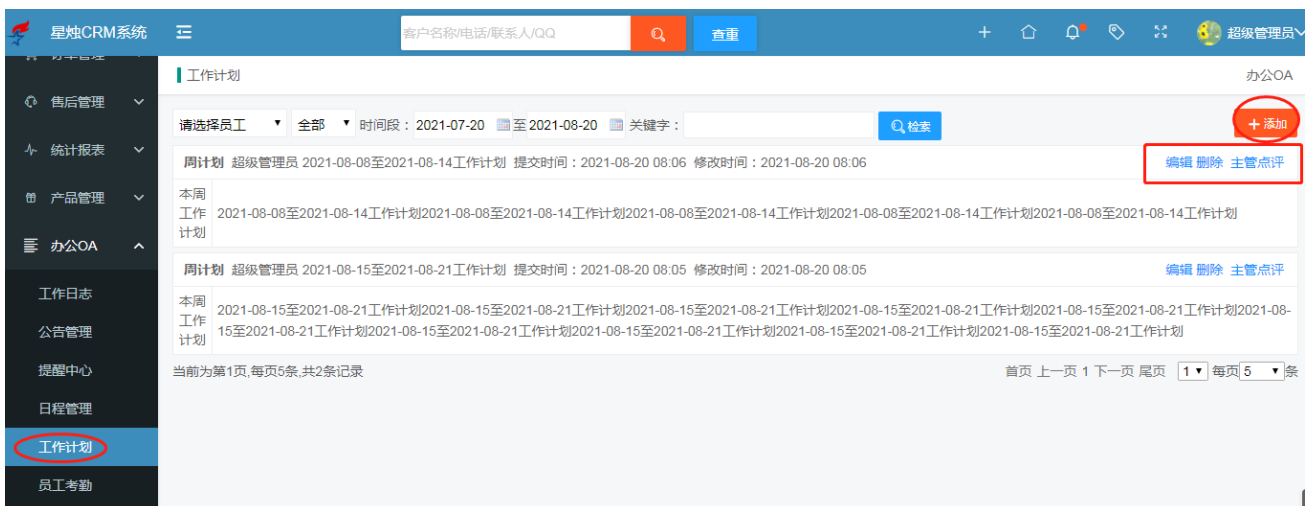 星烛CRM系统
客户名称/电话/联系人/QQ
查重
超级管理员
订单管理
售后管理
统计报表
产品管理
办公OA
工作日志
公告管理
提醒中心
日程管理
工作计划
员工考勤
工作计划
办公OA
请选择员工 全部 时间段：2021-07-20 至 2021-08-20 关键字： 检索 +添加
周计划 超级管理员 2021-08-08至2021-08-14工作计划 提交时间：2021-08-20 08:06 修改时间：2021-08-20 08:06 编辑 删除 主管点评
本周
工作
计划
2021-08-08至2021-08-14工作计划2021-08-08至2021-08-14工作计划2021-08-08至2021-08-14工作计划2021-08-08至2021-08-14工作计划2021-08-08至2021-08-14工作计划
周计划 超级管理员 2021-08-15至2021-08-21工作计划 提交时间：2021-08-20 08:05 修改时间：2021-08-20 08:05 编辑 删除 主管点评
本周
工作
计划
2021-08-15至2021-08-21工作计划2021-08-15至2021-08-21工作计划2021-08-15至2021-08-21工作计划2021-08-15至2021-08-21工作计划2021-08-15至2021-08-21工作计划2021-08-
15至2021-08-21工作计划2021-08-15至2021-08-21工作计划2021-08-15至2021-08-21工作计划2021-08-15至2021-08-21工作计划2021-08-15至2021-08-21工作计划
当前为第1页,每页5条,共2条记录
首页 上一页 1 下一页 尾页 1 每页 5 条